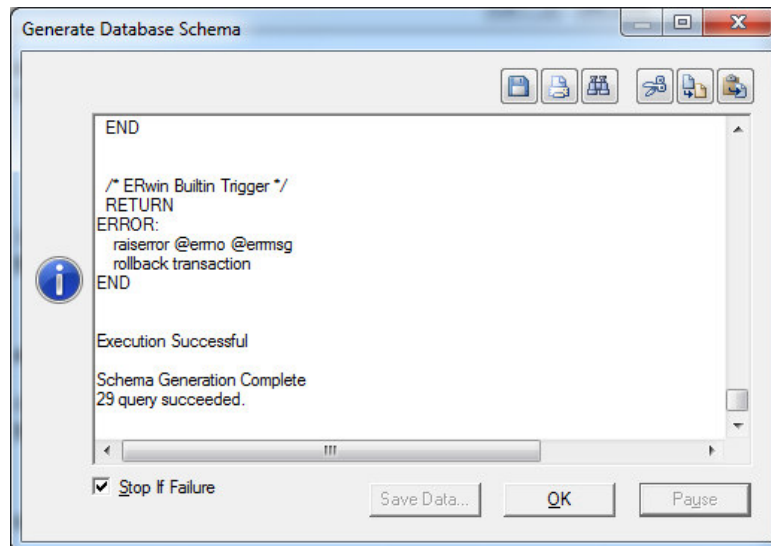 Generate Database Schema
END
/* ERwin Builtin Trigger */
RETURN
ERROR:
raiserror @errno @errmsg
rollback transaction
END
Execution Successful
Schema Generation Complete
29 query succeeded.
Stop If Failure
Save Data...
OK
Pause